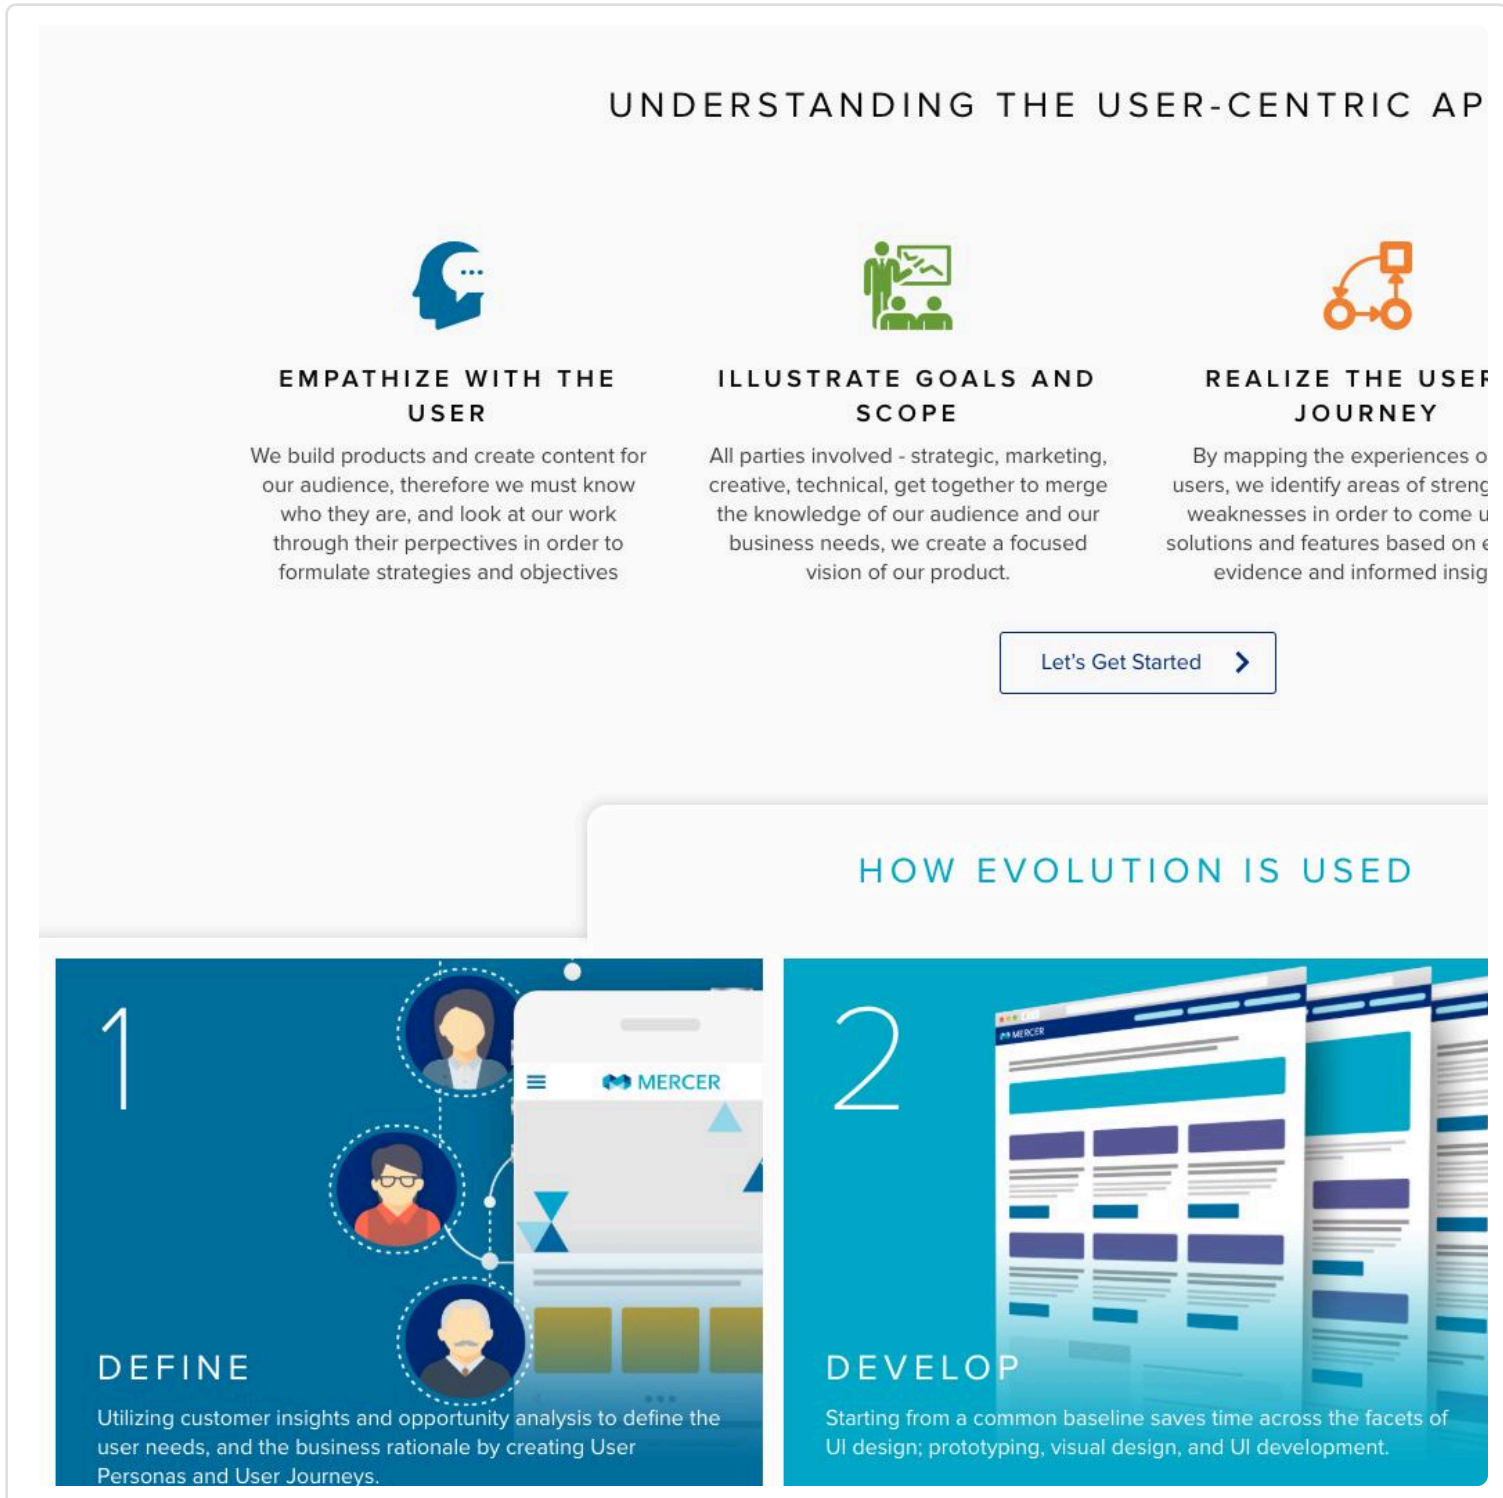 UNDERSTANDING THE USER-CENTRIC AP
EMPATHIZE WITH THE
USER
We build products and create content for
our audience, therefore we must know
who they are, and look at our work
through their perpectives in order to
formulate strategies and objectives
ILLUSTRATE GOALS AND
SCOPE
All parties involved - strategic, marketing,
creative, technical, get together to merge
the knowledge of our audience and our
business needs, we create a focused
vision of our product.
REALIZE THE USER
JOURNEY
By mapping the experiences o
users, we identify areas of streng
weaknesses in order to come u
solutions and features based on e
evidence and informed insig
Let's Get Started
HOW EVOLUTION IS USED
1
MERCER
DEFINE
Utilizing customer insights and opportunity analysis to define the
user needs, and the business rationale by creating User
Personas and User Journeys.
2
MERCER
DEVELOP
Starting from a common baseline saves time across the facets of
UI design; prototyping, visual design, and UI development.